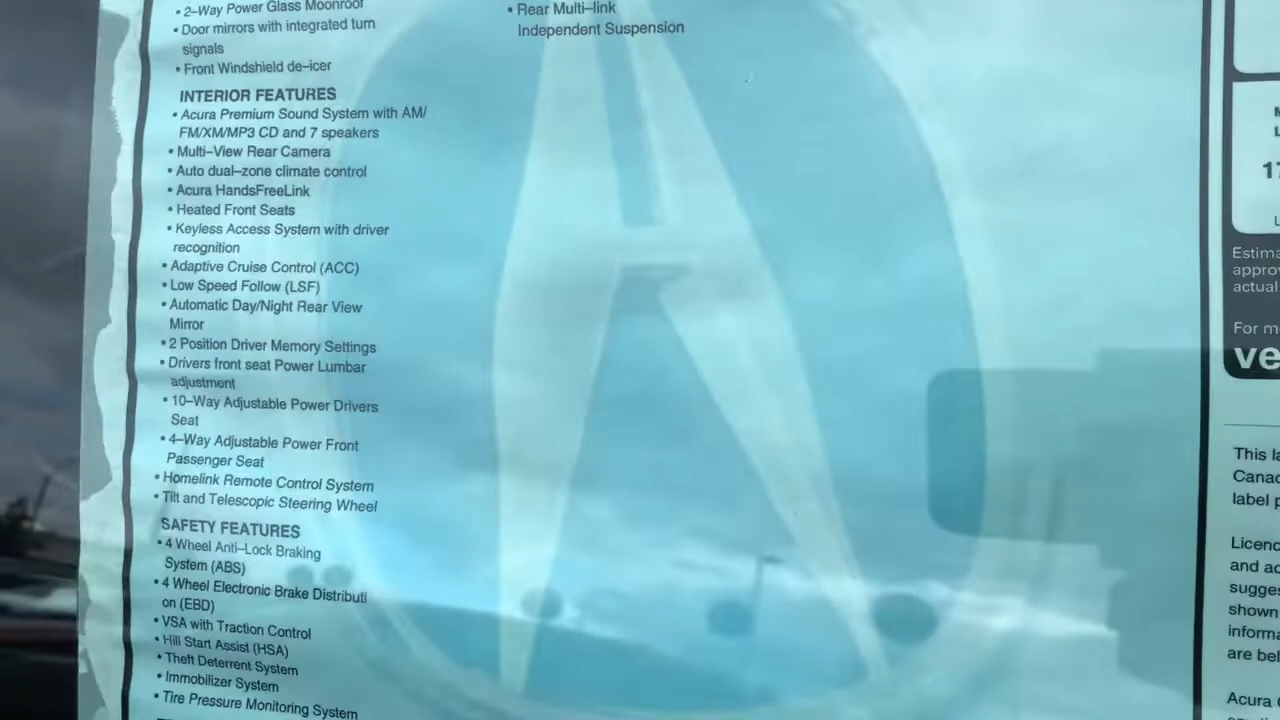 • 2–Way Power Glass Moonroof
• Door mirrors with integrated turn
signals
• Front Windshield de–icer
INTERIOR FEATURES
• Acura Premium Sound System with AM/
FM/XM/MP3 CD and 7 speakers
• Multi–View Rear Camera
• Auto dual–zone climate control
• Acura HandsFreeLink
• Heated Front Seats
• Keyless Access System with driver
recognition
• Adaptive Cruise Control (ACC)
• Low Speed Follow (LSF)
• Automatic Day/Night Rear View
Mirror
• 2 Position Driver Memory Settings
• Drivers front seat Power Lumbar
adjustment
• 10–Way Adjustable Power Drivers
Seat
• 4–Way Adjustable Power Front
Passenger Seat
• Homelink Remote Control System
• Tilt and Telescopic Steering Wheel
SAFETY FEATURES
• 4 Wheel Anti–Lock Braking
System (ABS)
• 4 Wheel Electronic Brake Distributi
on (EBD)
• VSA with Traction Control
• Hill Start Assist (HSA)
• Theft Deterrent System
• Immobilizer System
• Tire Pressure Monitoring System
• Rear Multi–link
Independent Suspension
17
L
Estima
approv
actual
For m
ve
This la
Canad
label p
Licenc
and ad
sugges
shown
informa
are bel
Acura